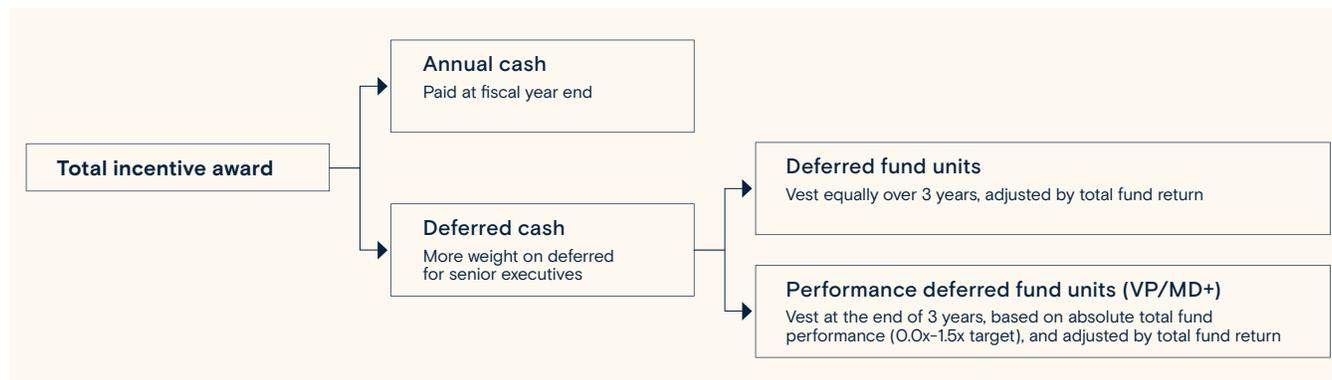 Total incentive award
Annual cash
Paid at fiscal year end
Deferred cash
More weight on deferred
for senior executives
Deferred fund units
Vest equally over 3 years, adjusted by total fund return
Performance deferred fund units (VP/MD+)
Vest at the end of 3 years, based on absolute total fund
performance (0.0x-1.5x target), and adjusted by total fund return